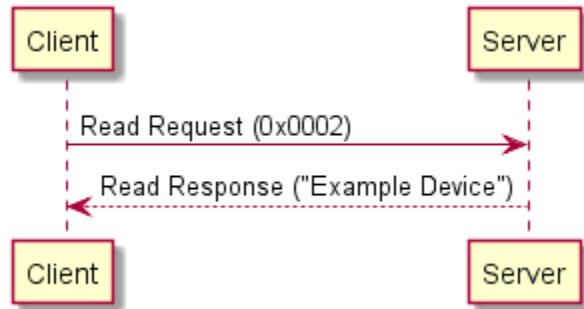 Client
Server
Read Request (0x0002)
Read Response ("Example Device")
Client
Server